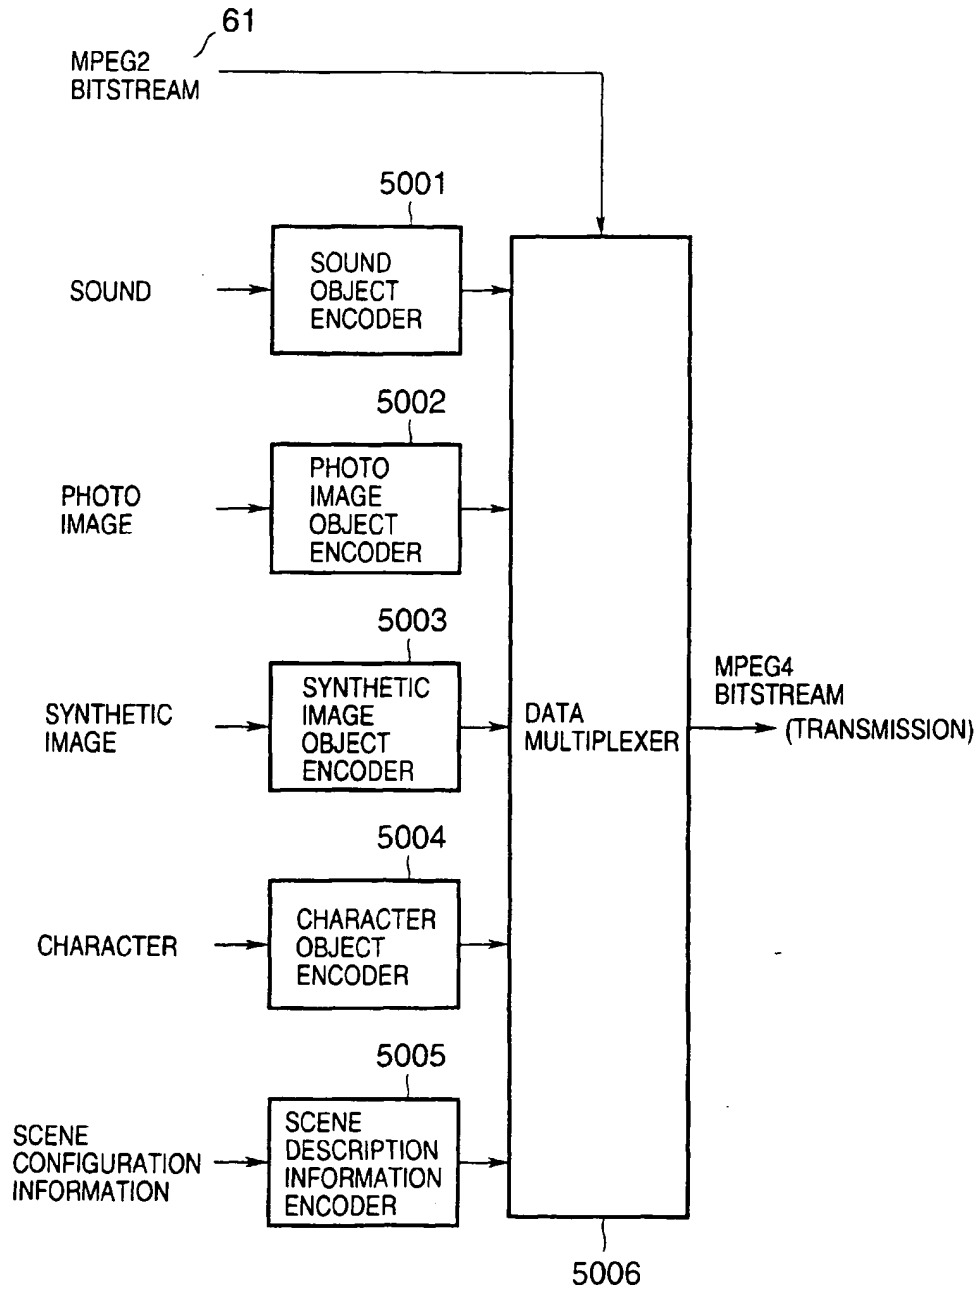 61
MPEG2
BITSTREAM
5001
SOUND
SOUND
OBJECT
ENCODER
5002
PHOTO
IMAGE
PHOTO
IMAGE
OBJECT
ENCODER
5003
SYNTHETIC
IMAGE
SYNTHETIC
IMAGE
OBJECT
ENCODER
DATA
MULTIPLEXER
MPEG4
BITSTREAM
(TRANSMISSION)
5004
CHARACTER
CHARACTER
OBJECT
ENCODER
5005
SCENE
CONFIGURATION
INFORMATION
SCENE
DESCRIPTION
INFORMATION
ENCODER
5006